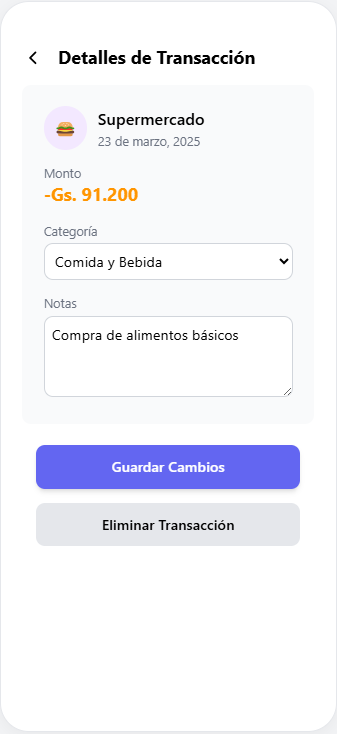 Detalles de Transacción
Supermercado
23 de marzo, 2025
Monto
-Gs. 91.200
Categoría
Comida y Bebida
Notas
Compra de alimentos básicos
Guardar Cambios
Eliminar Transacción